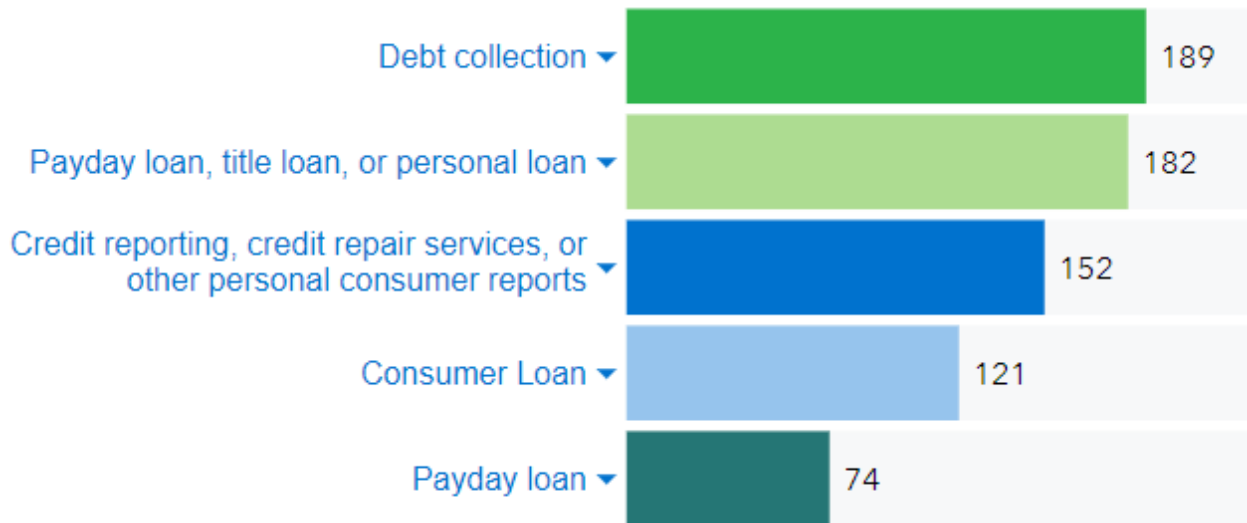 Debt collection 189
Payday loan, title loan, or personal loan 182
Credit reporting, credit repair services, or
other personal consumer reports 152
Consumer Loan 121
Payday loan 74